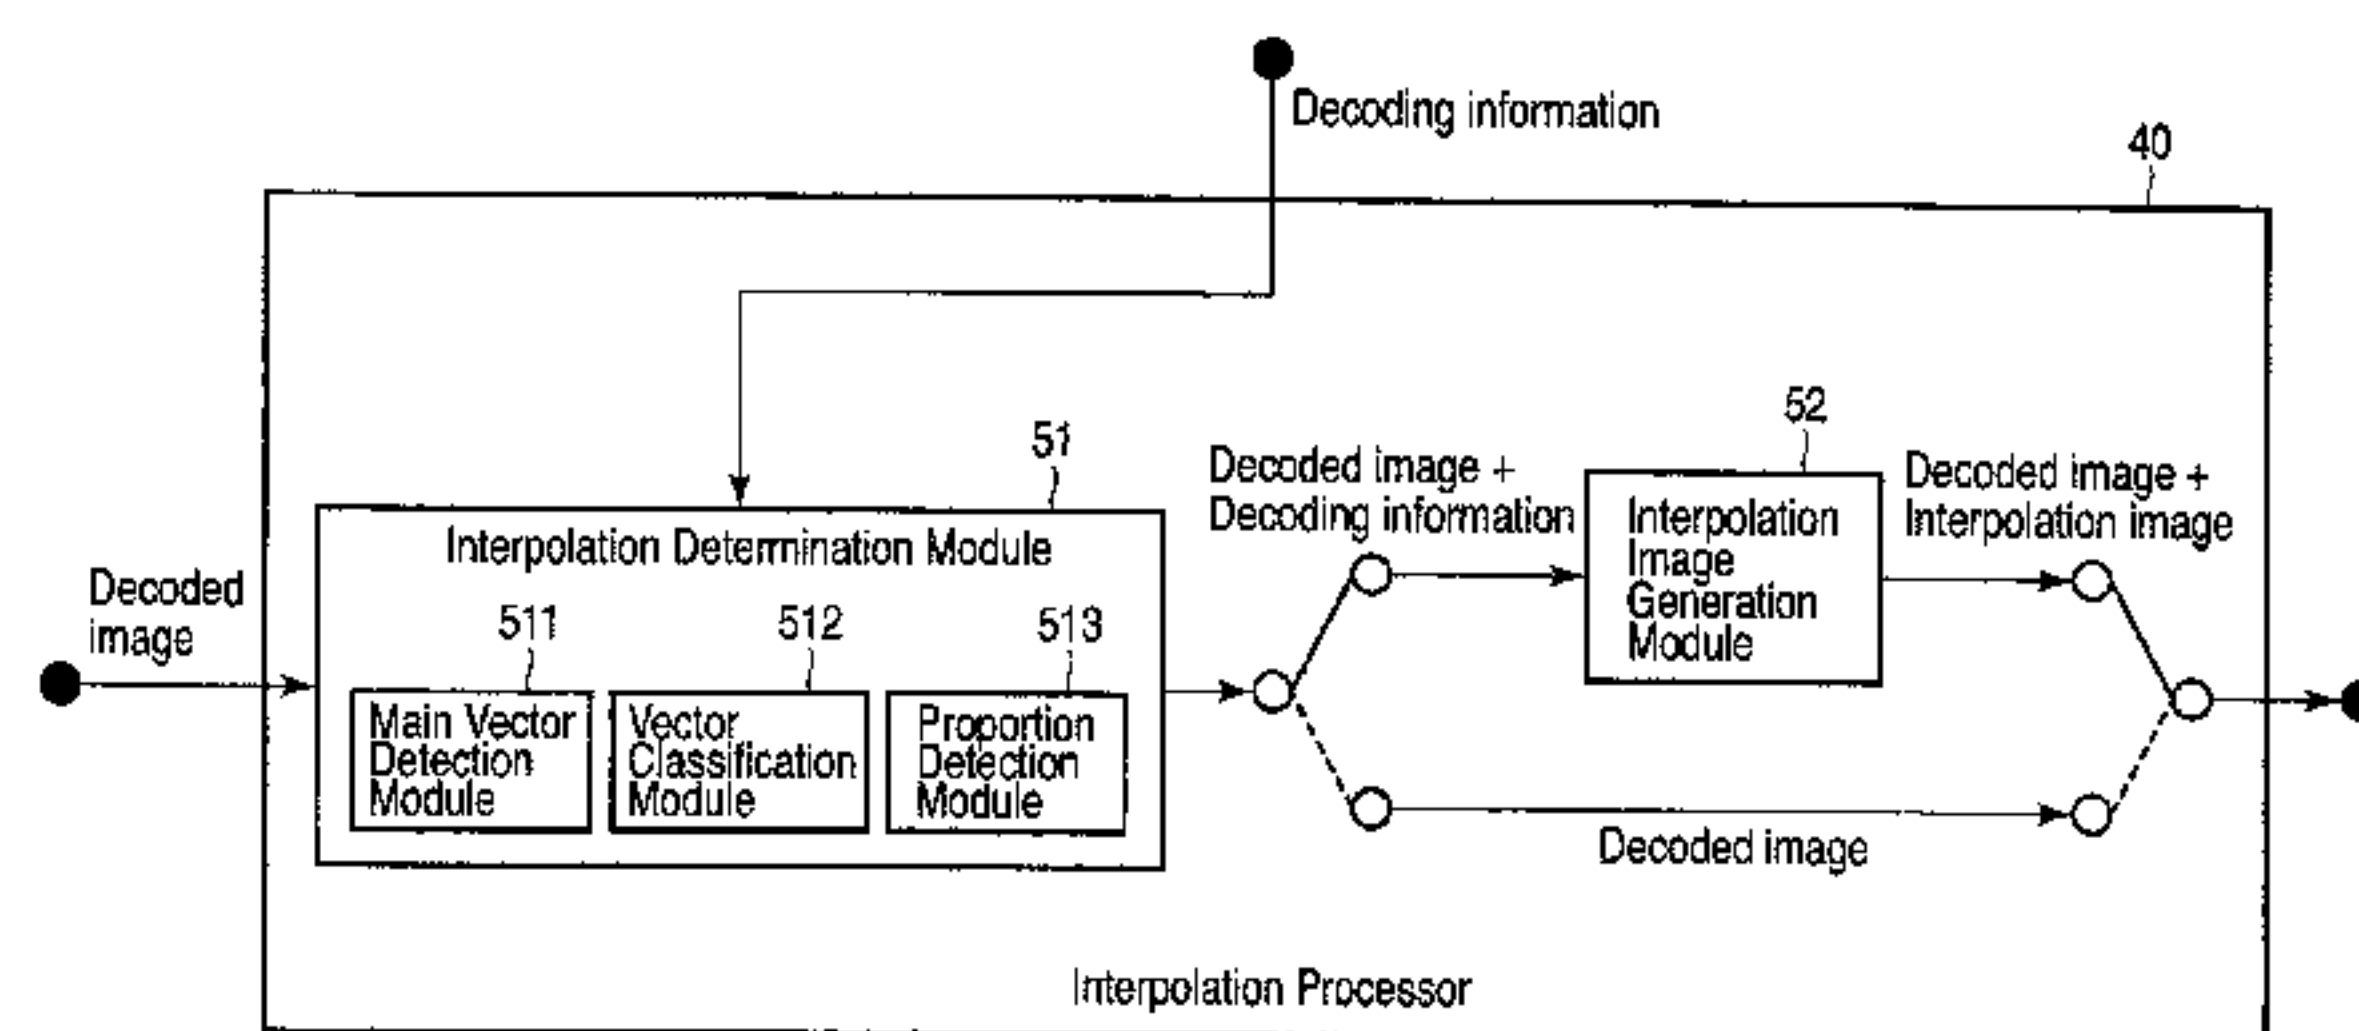 Decoding information
40
51
52
Decoded image +
Decoding information
Decoded image +
Interpolation image
Interpolation Determination Module
Interpolation
Image
Generation
Module
Decoded
image
511
512
513
Main Vector
Detection
Module
Vector
Classification
Module
Proportion
Detection
Module
Decoded image
Interpolation Processor